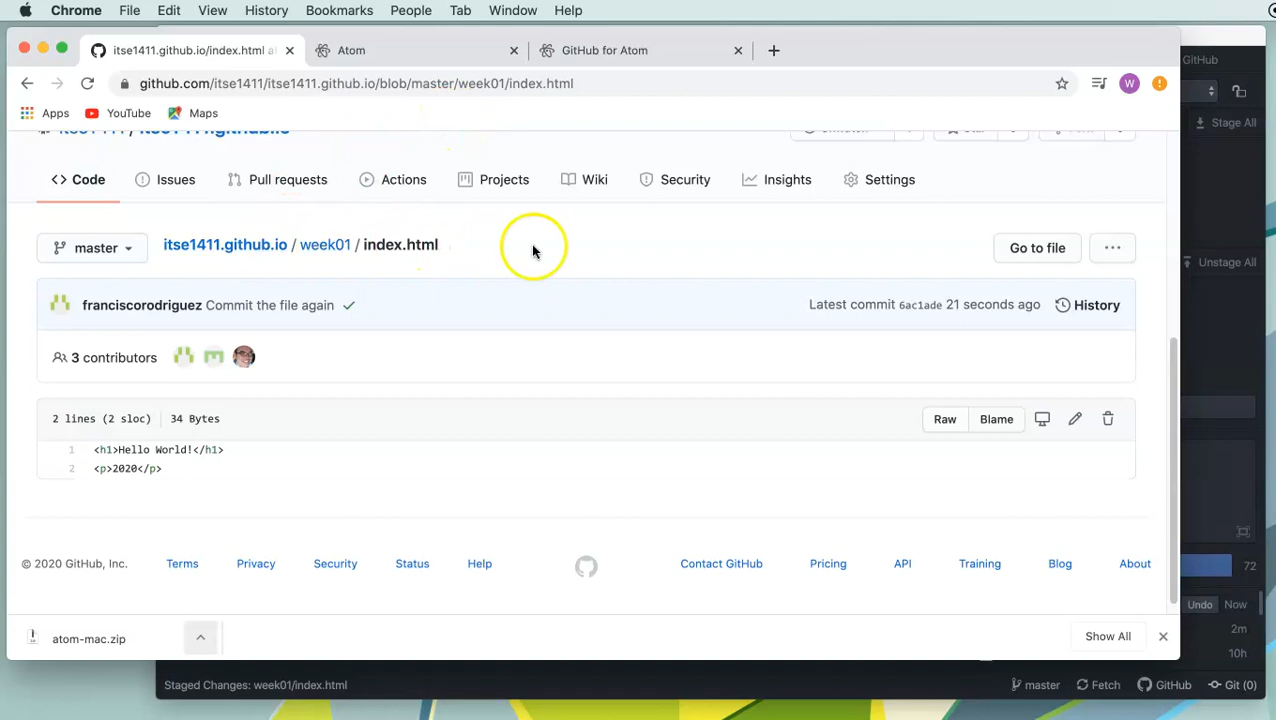 Chrome File Edit View History Bookmarks People Tab Window Help
itse1411.github.io/index.html a
Atom
GitHub for Atom
github.com/itse1411/itse1411.github.io/blob/master/week01/index.html
W
Apps YouTube Maps
GitHub
Stage All
Code Issues Pull requests Actions Projects Wiki Security Insights Settings
master
itse1411.github.io / week01 / index.html
Go to file
Unstage All
franciscorodriguez Commit the file again
Latest commit 6ac1ade 21 seconds ago
History
3 contributors
2 lines (2 sloc) 34 Bytes
Raw Blame
1 <h1>Hello World!</h1>
2 <p>2020</p>
© 2020 GitHub, Inc. Terms Privacy Security Status Help Contact GitHub Pricing API Training Blog About
72
Undo Now
atom-mac.zip
Show All
2m
10h
Staged Changes: week01/index.html
master Fetch GitHub Git (0)